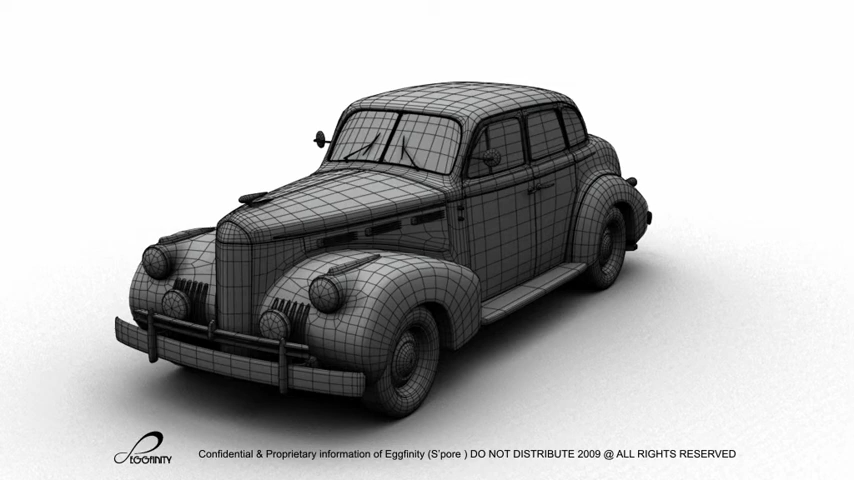 EGGFINITY
Confidential & Proprietary information of Eggfinity (S'pore ) DO NOT DISTRIBUTE 2009 @ ALL RIGHTS RESERVED